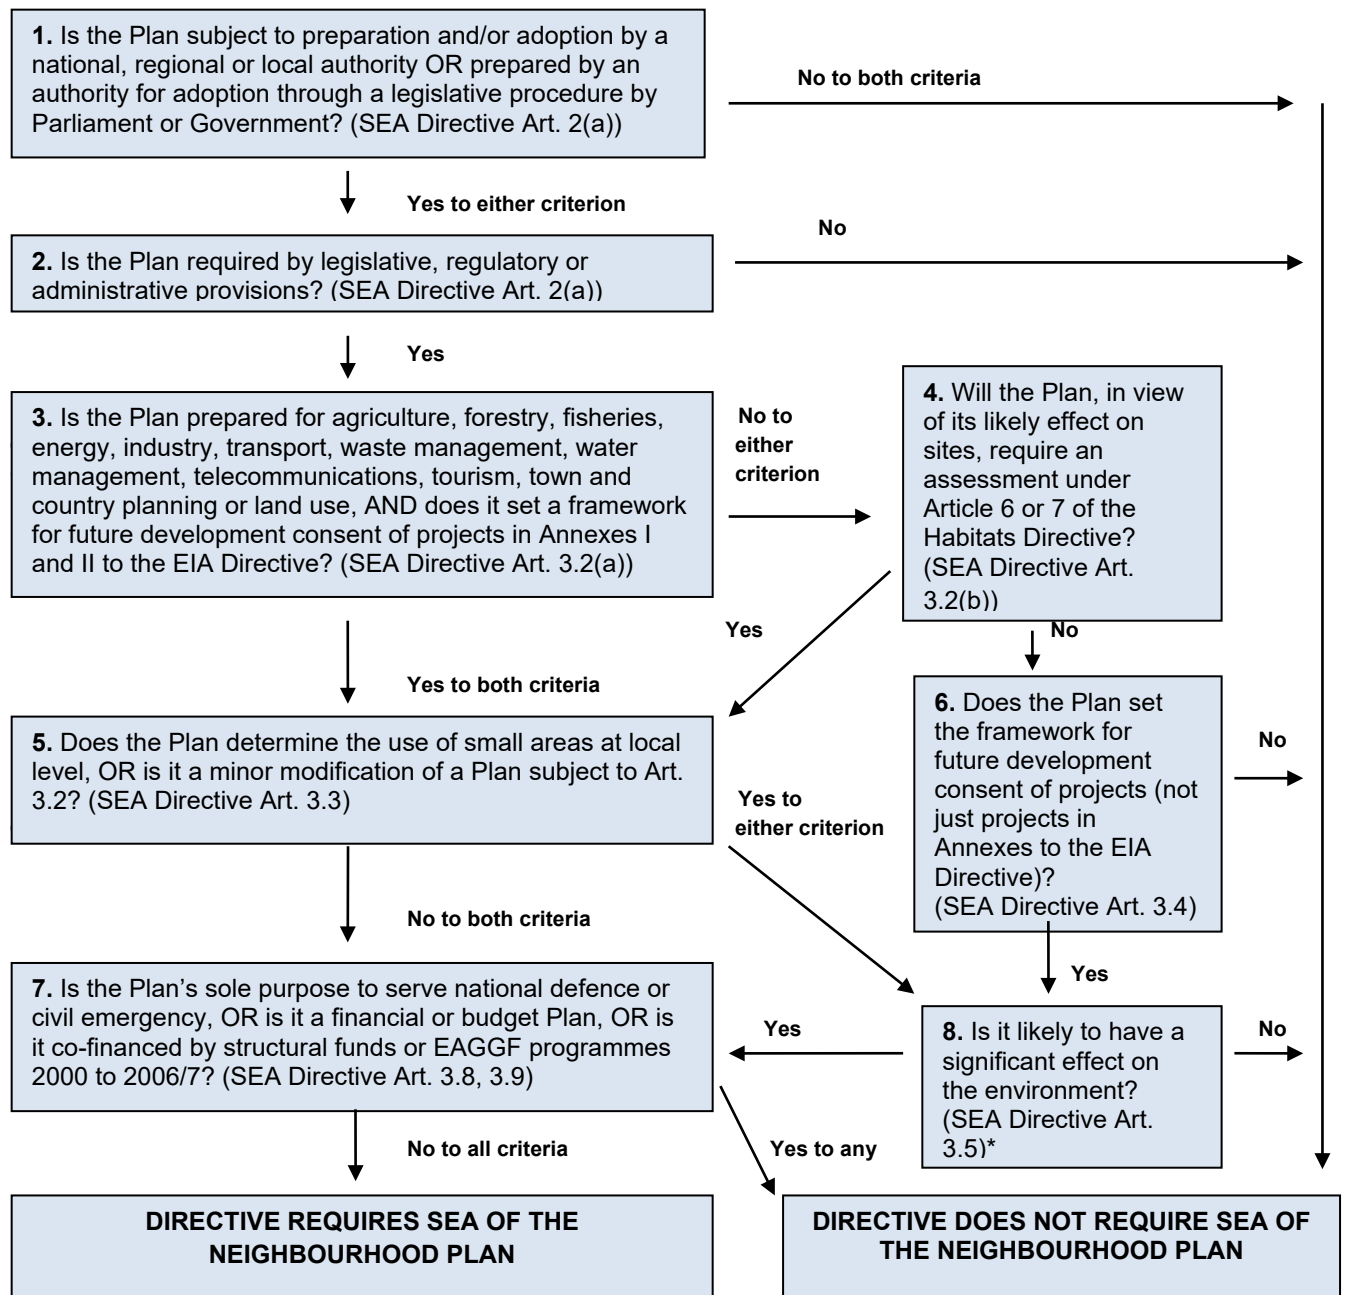 1. Is the Plan subject to preparation and/or adoption by a
national, regional or local authority OR prepared by an
authority for adoption through a legislative procedure by
Parliament or Government? (SEA Directive Art. 2(a))
No to both criteria
Yes to either criterion
No
2. Is the Plan required by legislative, regulatory or
administrative provisions? (SEA Directive Art. 2(a))
Yes
3. Is the Plan prepared for agriculture, forestry, fisheries,
energy, industry, transport, waste management, water
management, telecommunications, tourism, town and
country planning or land use, AND does it set a framework
for future development consent of projects in Annexes I
and II to the EIA Directive? (SEA Directive Art. 3.2(a))
No to
either
criterion
4. Will the Plan, in view
of its likely effect on
sites, require an
assessment under
Article 6 or 7 of the
Habitats Directive?
(SEA Directive Art.
3.2(b))
Yes
No
Yes to both criteria
5. Does the Plan determine the use of small areas at local
level, OR is it a minor modification of a Plan subject to Art.
3.2? (SEA Directive Art. 3.3)
Yes to
either criterion
6. Does the Plan set
the framework for
future development
consent of projects (not
just projects in
Annexes to the EIA
Directive)?
(SEA Directive Art. 3.4)
No
No to both criteria
Yes
7. Is the Plan’s sole purpose to serve national defence or
civil emergency, OR is it a financial or budget Plan, OR is
it co-financed by structural funds or EAGGF programmes
2000 to 2006/7? (SEA Directive Art. 3.8, 3.9)
Yes
8. Is it likely to have a
significant effect on
the environment?
(SEA Directive Art.
3.5)*
No
No to all criteria
Yes to any
DIRECTIVE REQUIRES SEA OF THE
NEIGHBOURHOOD PLAN
DIRECTIVE DOES NOT REQUIRE SEA OF
THE NEIGHBOURHOOD PLAN